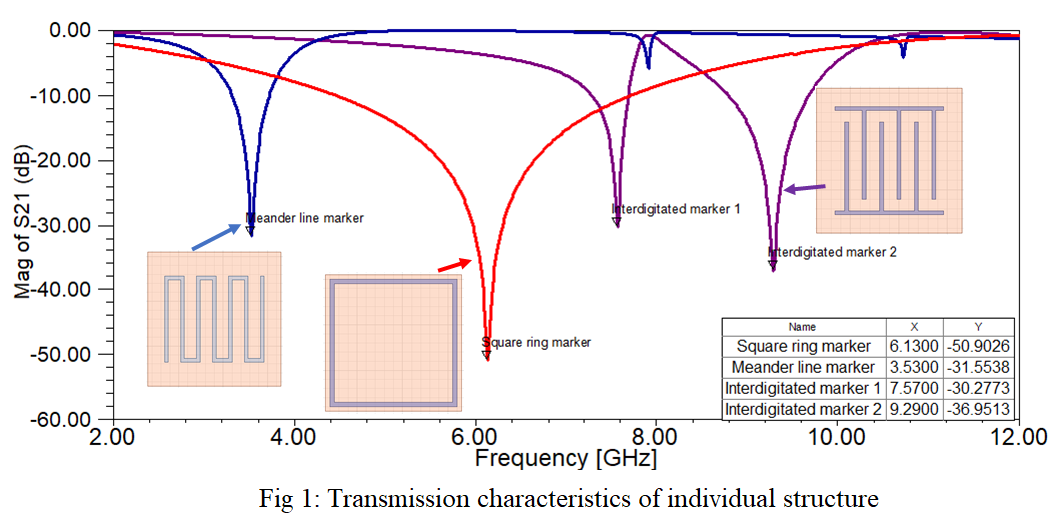 0.00
-10.00
-20.00
-30.00
-40.00
-50.00
-60.00
Mag of S21 (dB)
Meander line marker
Square ring marker
Interdigitated marker 1
Interdigitated marker 2
Name X Y
Square ring marker 6.1300 -50.9026
Meander line marker 3.5300 -31.5538
Interdigitated marker 1 7.5700 -30.2773
Interdigitated marker 2 9.2900 -36.9513
2.00 4.00 6.00 8.00 10.00 12.00
Frequency [GHz]
Fig 1: Transmission characteristics of individual structure